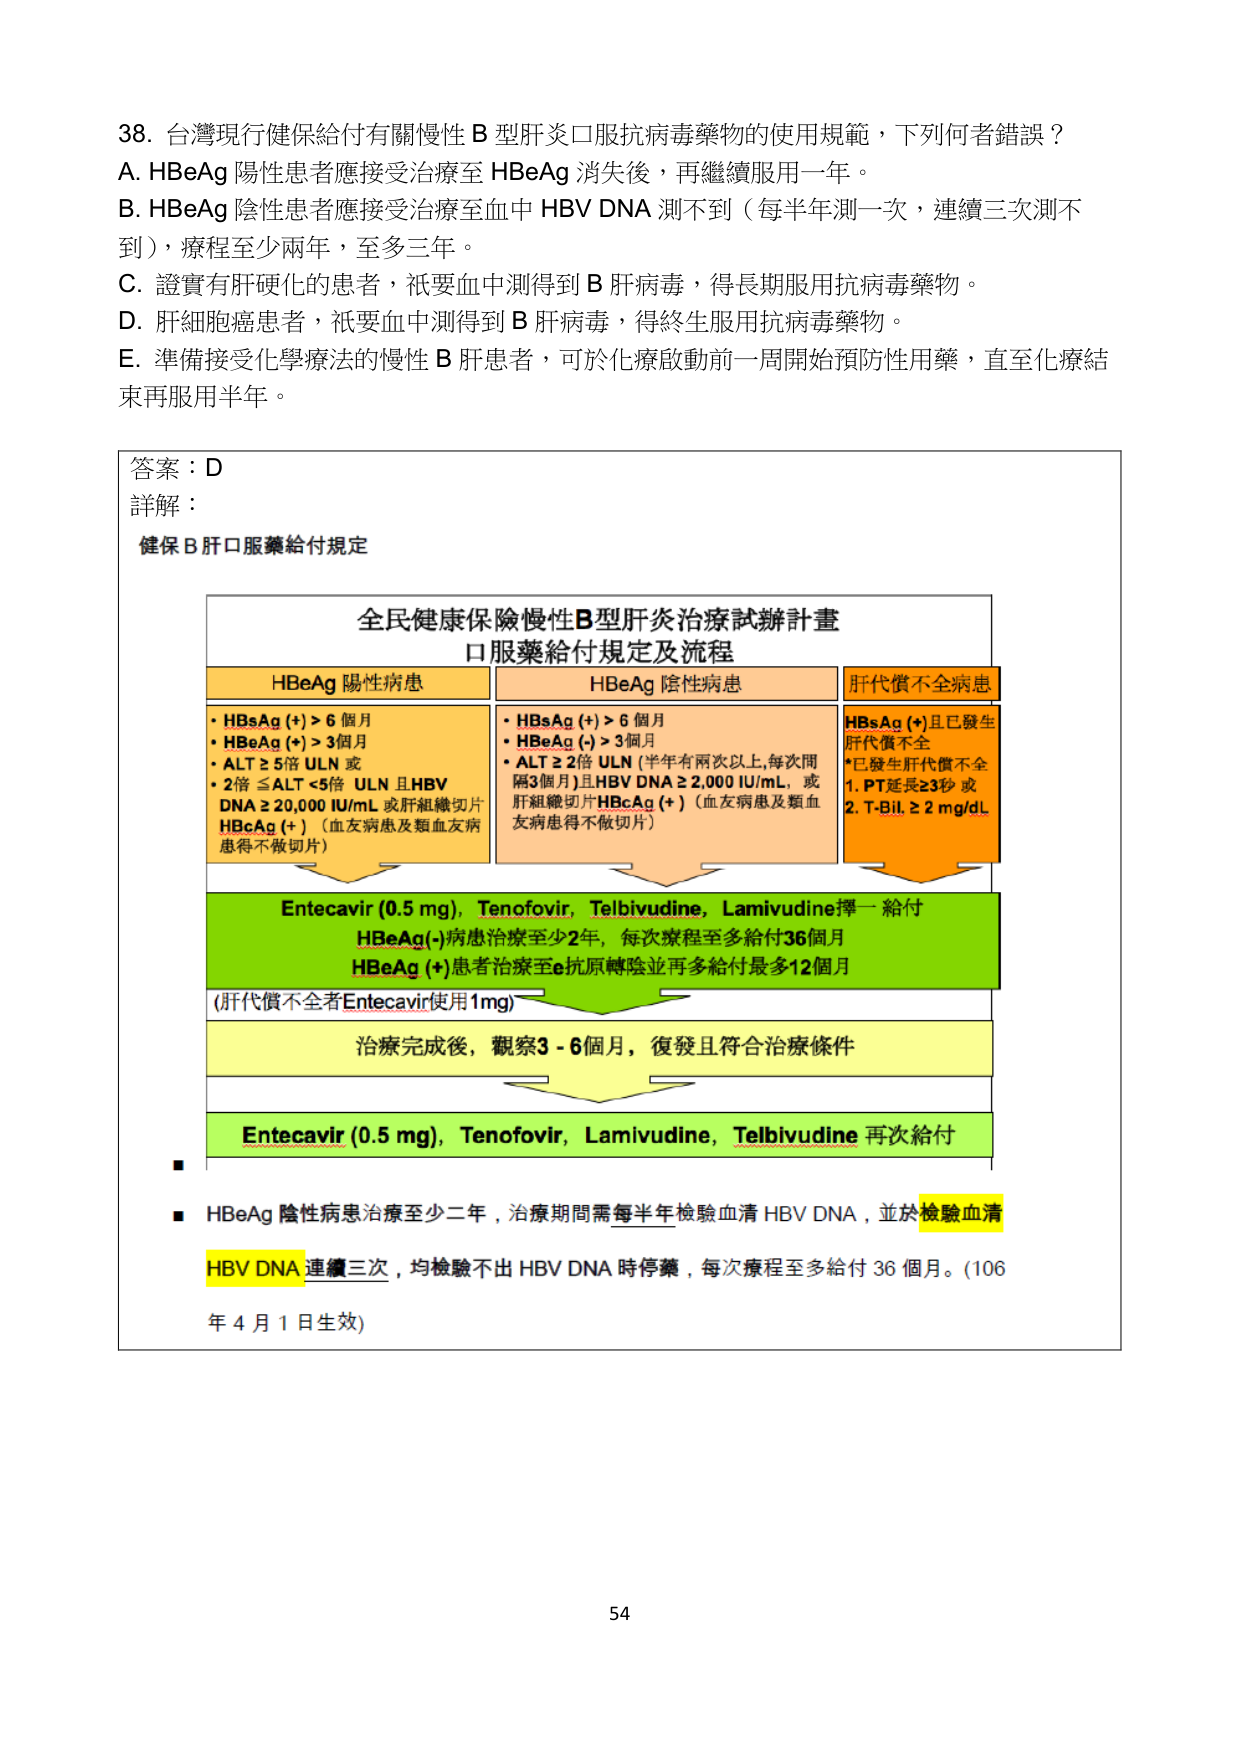 38. 台灣現行健保給付有關慢性 B 型肝炎口服抗病毒藥物的使用規範，下列何者錯誤？
A. HBeAg 陽性患者應接受治療至 HBeAg 消失後，再繼續服用一年。
B. HBeAg 陰性患者應接受治療至血中 HBV DNA 測不到（每半年測一次，連續三次測不
到），療程至少兩年，至多三年。
C. 證實有肝硬化的患者，祇要血中測得到 B 肝病毒，得長期服用抗病毒藥物。
D. 肝細胞癌患者，祇要血中測得到 B 肝病毒，得終生服用抗病毒藥物。
E. 準備接受化學療法的慢性 B 肝患者，可於化療啟動前一周開始預防性用藥，直至化療結
束再服用半年。
答案：D
詳解：
健保 B 肝口服藥給付規定
全民健康保險慢性B型肝炎治療試辦計畫
口服藥給付規定及流程
HBeAg 陽性病患
• HBsAg (+) > 6 個月
• HBeAg (+) > 3個月
• ALT ≥ 5倍 ULN 或
• 2倍 ≦ALT <5倍 ULN 且HBV
DNA ≥ 20,000 IU/mL 或肝組織切片
HBcAg (+) （血友病患及類血友病
患得不做切片）
HBeAg 陰性病患
• HBsAg (+) > 6 個月
• HBeAg (-) > 3個月
• ALT ≥ 2倍 ULN (半年有兩次以上,每次間
隔3個月)且HBV DNA ≥ 2,000 IU/mL, 或
肝組織切片HBcAg (+) （血友病患及類血
友病患得不做切片）
肝代償不全病患
HBsAg (+)且已發生
肝代償不全
*已發生肝代償不全
1. PT延長≥3秒 或
2. T-Bil. ≥ 2 mg/dL
Entecavir (0.5 mg), Tenofovir, Telbivudine, Lamivudine擇一 給付
HBeAg(-)病患治療至少2年, 每次療程至多給付36個月
HBeAg (+)患者治療至e抗原轉陰並再多給付最多12個月
(肝代償不全者Entecavir使用1mg)
治療完成後, 觀察3 - 6個月, 復發且符合治療條件
Entecavir (0.5 mg), Tenofovir, Lamivudine, Telbivudine 再次給付
■
■ HBeAg 陰性病患治療至少二年 , 治療期間需每半年檢驗血清 HBV DNA , 並於檢驗血清
HBV DNA 連續三次 , 均檢驗不出 HBV DNA 時停藥 , 每次療程至多給付 36 個月。(106
年 4 月 1 日生效)
54